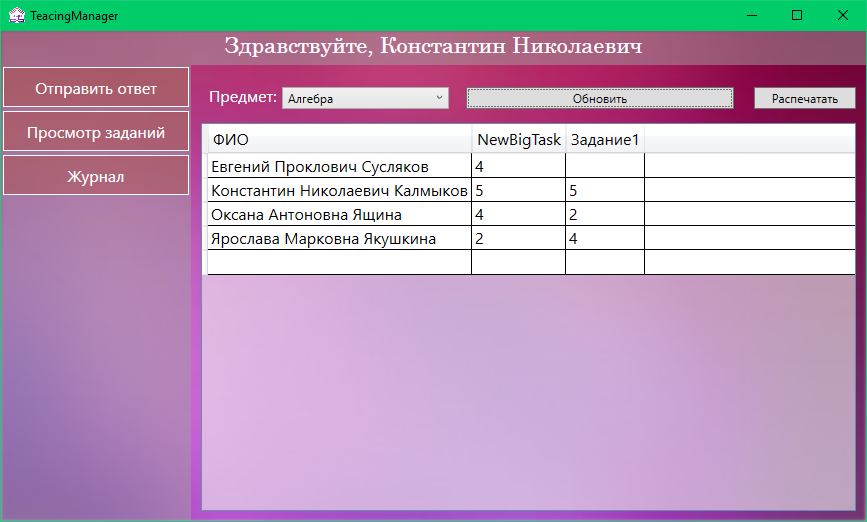 TeacingManager
Здравствуйте, Константин Николаевич
Отправить ответ
Просмотр заданий
Журнал
Предмет: Алгебра Обновить Распечатать
ФИО NewBigTask Задание1
Евгений Проклович Сусляков 4
Константин Николаевич Калмыков 5 5
Оксана Антоновна Ящина 4 2
Ярослава Марковна Якушкина 2 4